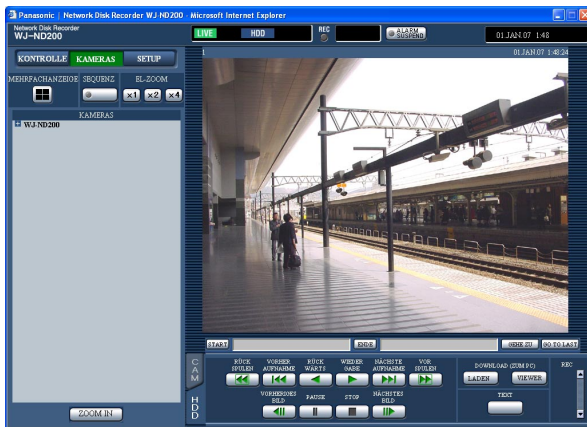 Panasonic | Network Disk Recorder WJ-ND200 - Microsoft Internet Explorer
Network Disk Recorder
WJ-ND200
LIVE HDD REC ALARM SUSPEND 01.JAN.07 1:48
KONTROLLE KAMERAS SETUP
1 01.JAN.07 1:48:24
MEHRFACHANZEIGE SEQUENZ EL-ZOOM
x1 x2 x4
KAMERAS
WJ-ND200
START ENDE GEHE ZU GO TO LAST
CAM
RÜCK SPULEN VORHER AUFNAHME RÜCK WÄRTS WIEDER GABE NÄCHSTE AUFNAHME VOR SPULEN DOWNLOAD (ZUM PC) REC
LADEN VIEWER
HDD
VORHERIGES BILD PAUSE STOP NÄCHSTES BILD TEXT
ZOOM IN